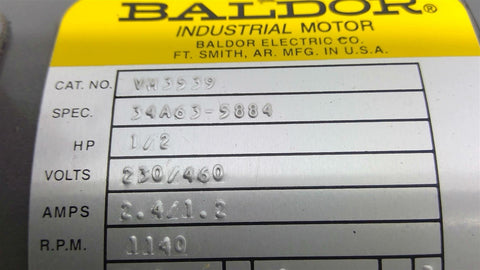 BALDOR®
INDUSTRIAL MOTOR
BALDOR ELECTRIC CO.
FT. SMITH, AR. MFG. IN U.S.A.
CAT. NO. VM3539
SPEC. 34A63-5884
HP 1/2
VOLTS 230/460
AMPS 2.4/1.2
R.P.M. 1140